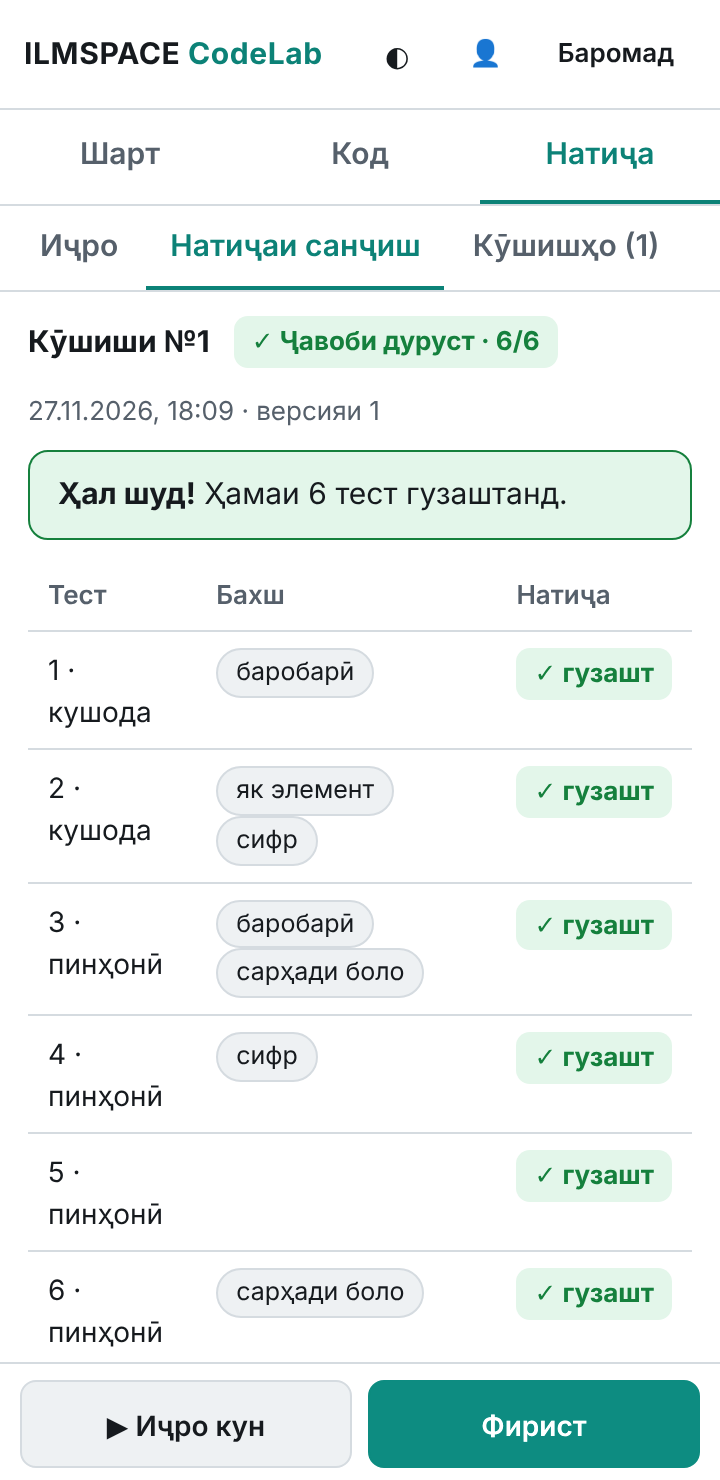 ILMSPACE CodeLab Баромад
Шарт Код Натиҷа
Иҷро Натиҷаи санҷиш Кӯшишҳо (1)
Кӯшиши №1 ✓ Ҷавоби дуруст · 6/6
27.11.2026, 18:09 · версияи 1
Ҳал шуд! Ҳамаи 6 тест гузаштанд.
Тест Бахш Натиҷа
1 · баробарӣ ✓ гузашт
кушода
2 · як элемент ✓ гузашт
кушода сифр
3 · баробарӣ ✓ гузашт
пинҳонӣ сарҳади боло
4 · сифр ✓ гузашт
пинҳонӣ
5 · ✓ гузашт
пинҳонӣ
6 · сарҳади боло ✓ гузашт
пинҳонӣ
▶ Иҷро кун Фирист